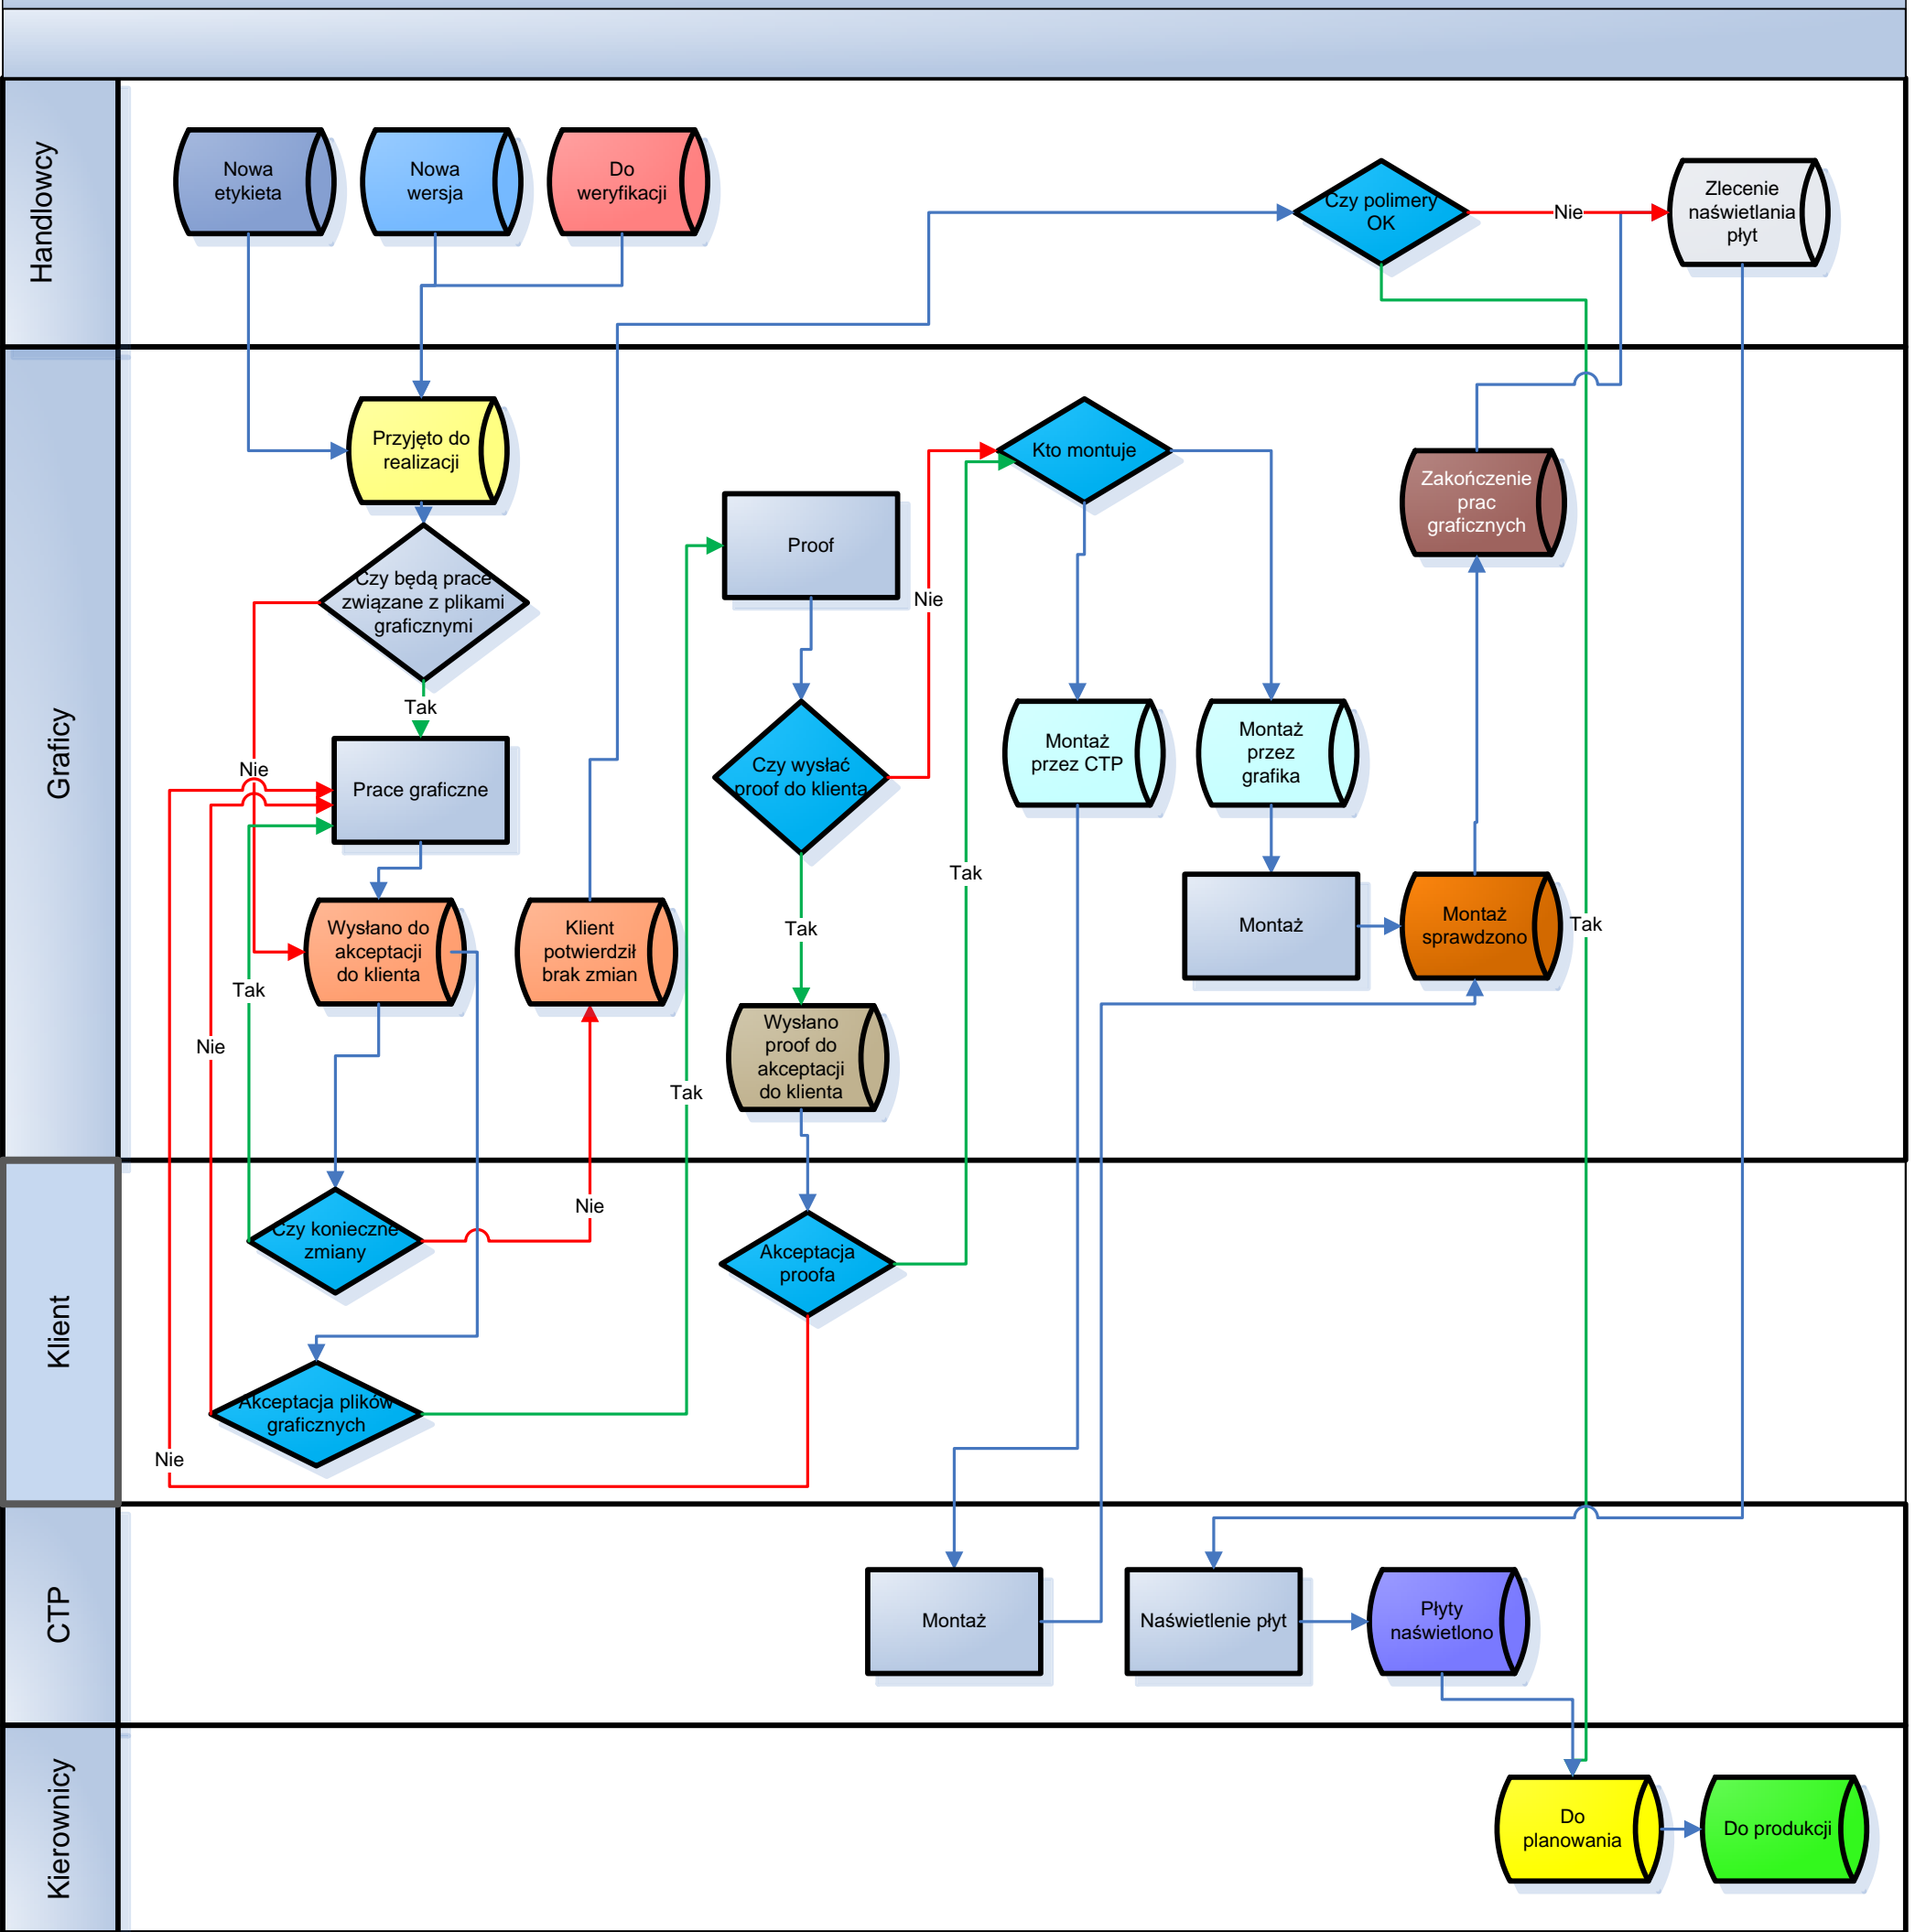 Handlowcy
Nowa
etykieta
Nowa
wersja
Do
weryfikacji
Czy polimery
OK
Nie
Zlecenie
naświetlania
płyt
Graficy
Przyjęto do
realizacji
Czy będą prace
związane z plikami
graficznymi
Tak
Nie
Prace graficzne
Wysłano do
akceptacji
do klienta
Klient
potwierdził
brak zmian
Tak
Nie
Tak
Proof
Nie
Czy wysłać
proof do klienta
Tak
Wysłano
proof do
akceptacji
do klienta
Kto montuje
Tak
Montaż
przez CTP
Montaż
przez
grafika
Montaż
Montaż
sprawdzono
Zakończenie
prac
graficznych
Tak
Klient
Czy konieczne
zmiany
Nie
Akceptacja
proofa
Akceptacja plików
graficznych
Nie
CTP
Montaż
Naświetlenie płyt
Płyty
naświetlono
Kierownicy
Do
planowania
Do produkcji